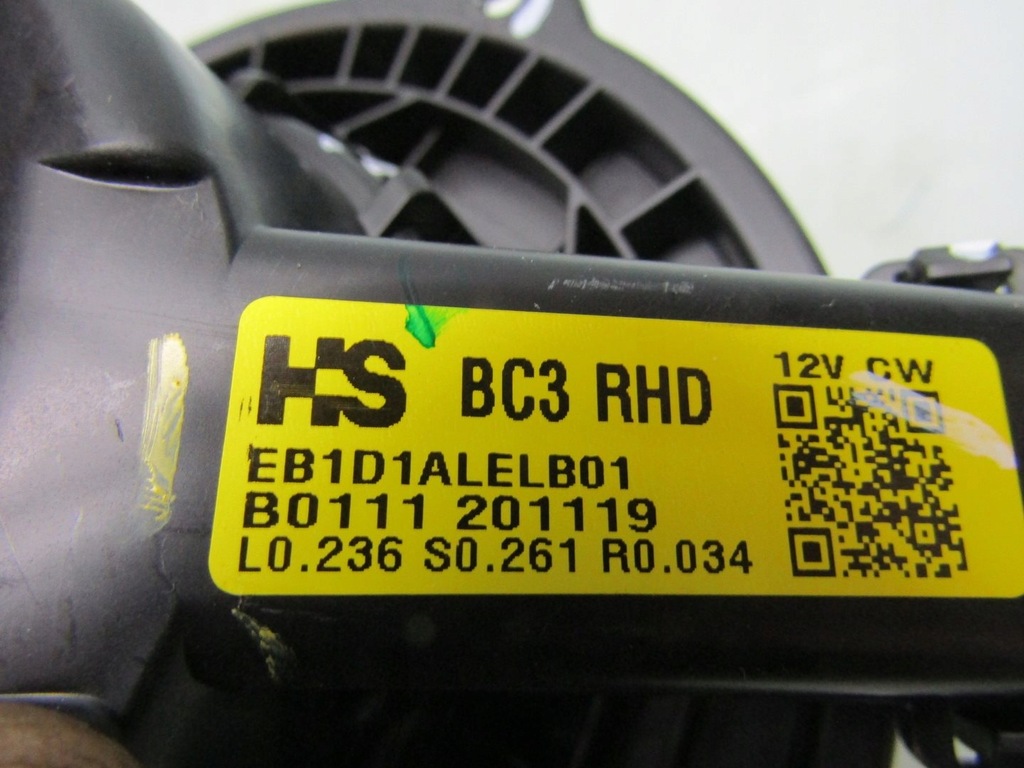 HS BC3 RHD
12V CW
EB1D1ALELB01
B0111 201119
L0.236 S0.261 R0.034